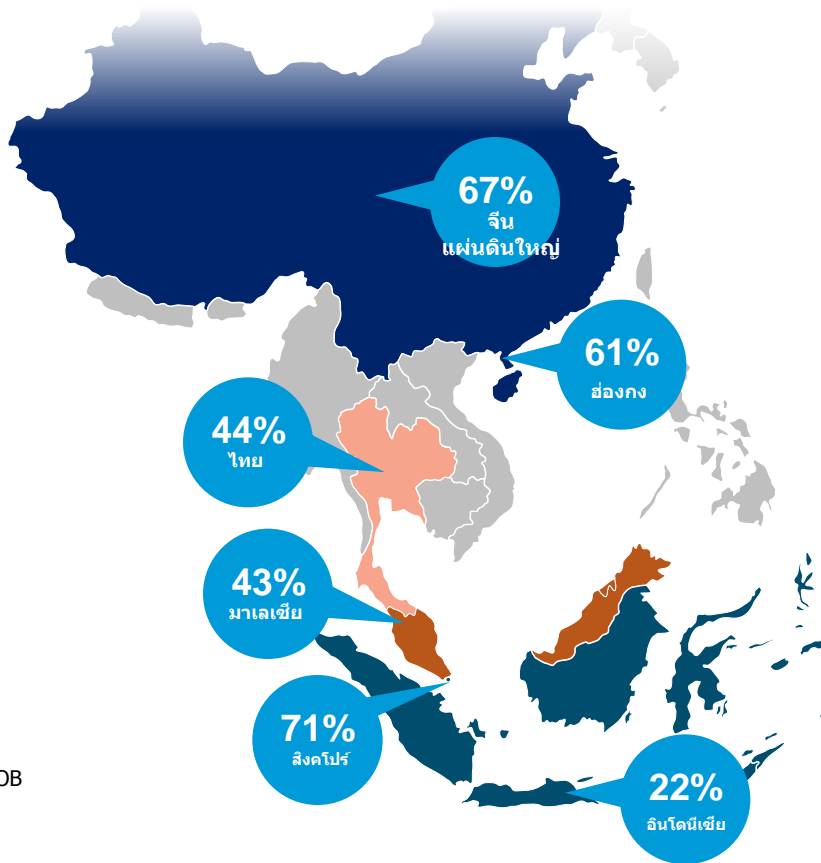 67%
จีน
แผ่นดินใหญ่
61%
ฮ่องกง
44%
ไทย
43%
มาเลเซีย
71%
สิงคโปร์
OB
22%
อินโดนีเซีย